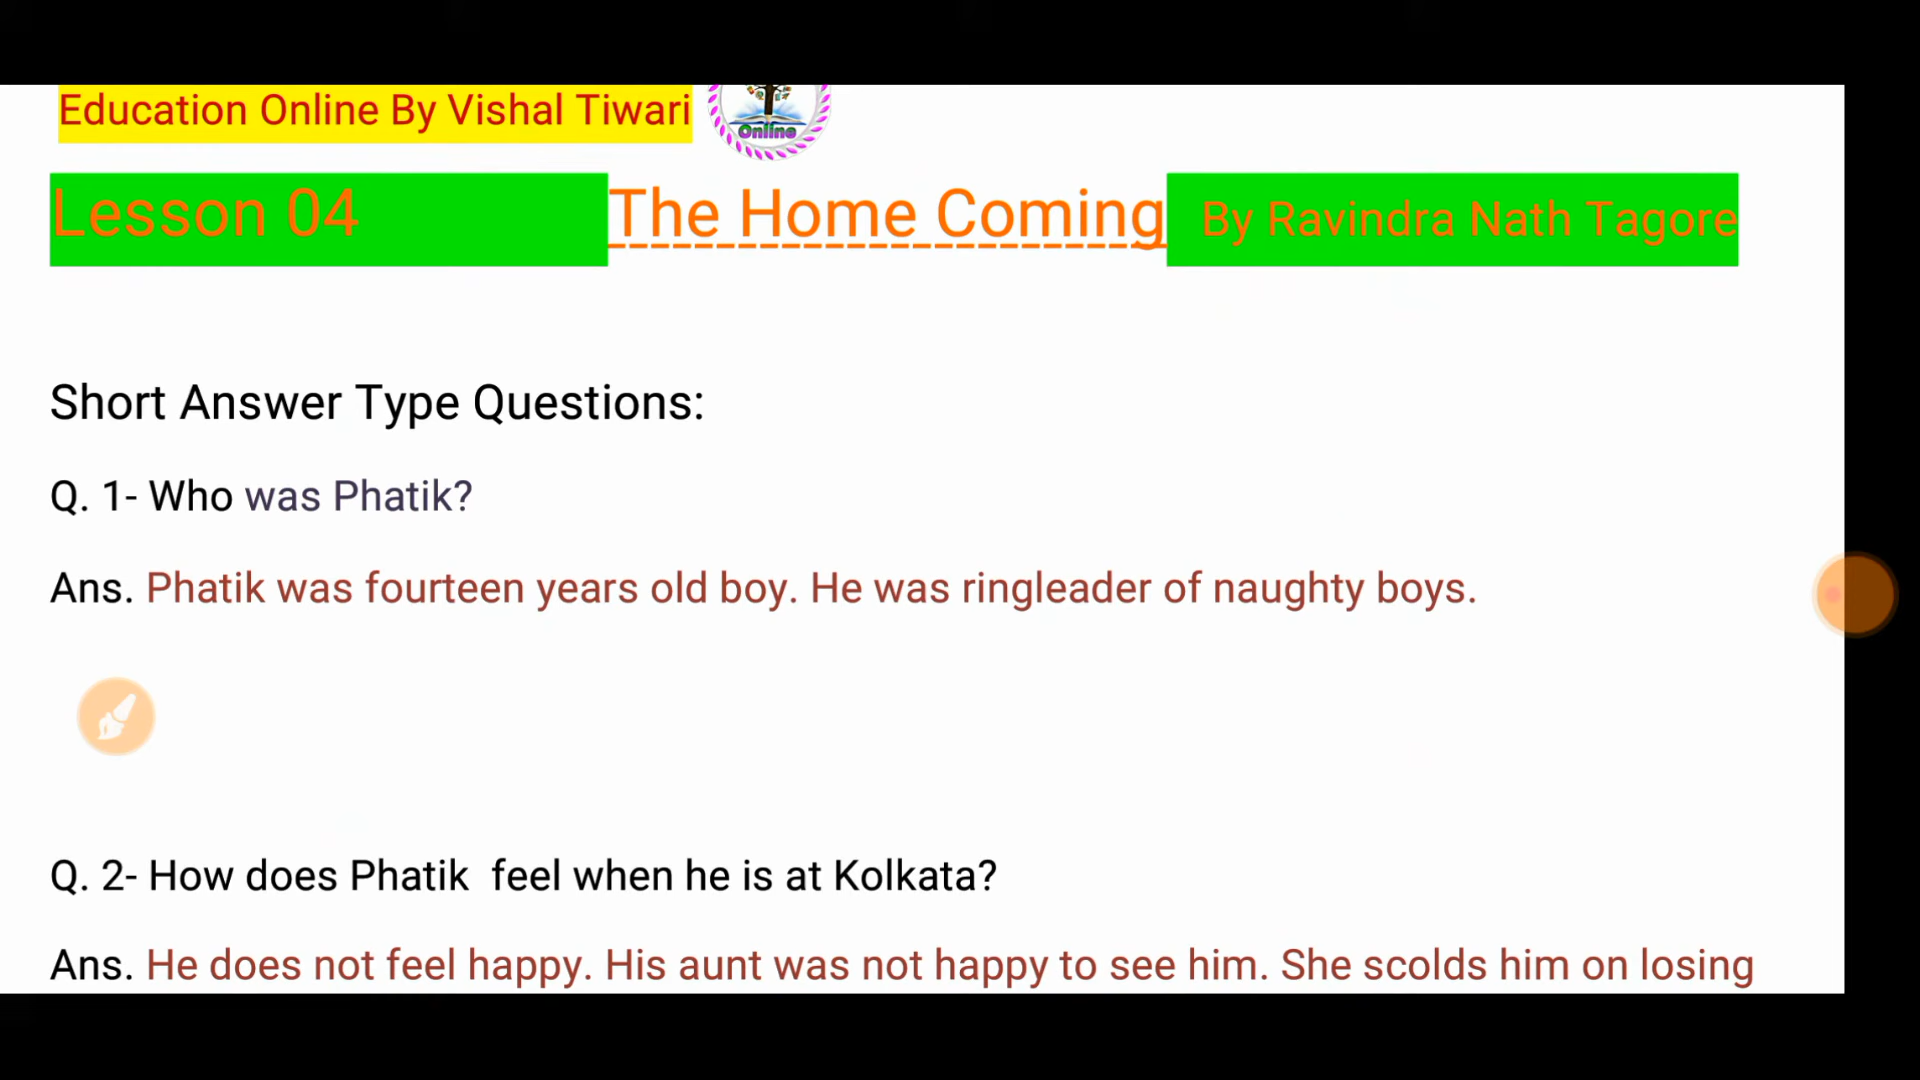 Education Online By Vishal Tiwari
Online
Lesson 04 The Home Coming By Ravindra Nath Tagore
Short Answer Type Questions:
Q. 1- Who was Phatik?
Ans. Phatik was fourteen years old boy. He was ringleader of naughty boys.
Q. 2- How does Phatik feel when he is at Kolkata?
Ans. He does not feel happy. His aunt was not happy to see him. She scolds him on losing